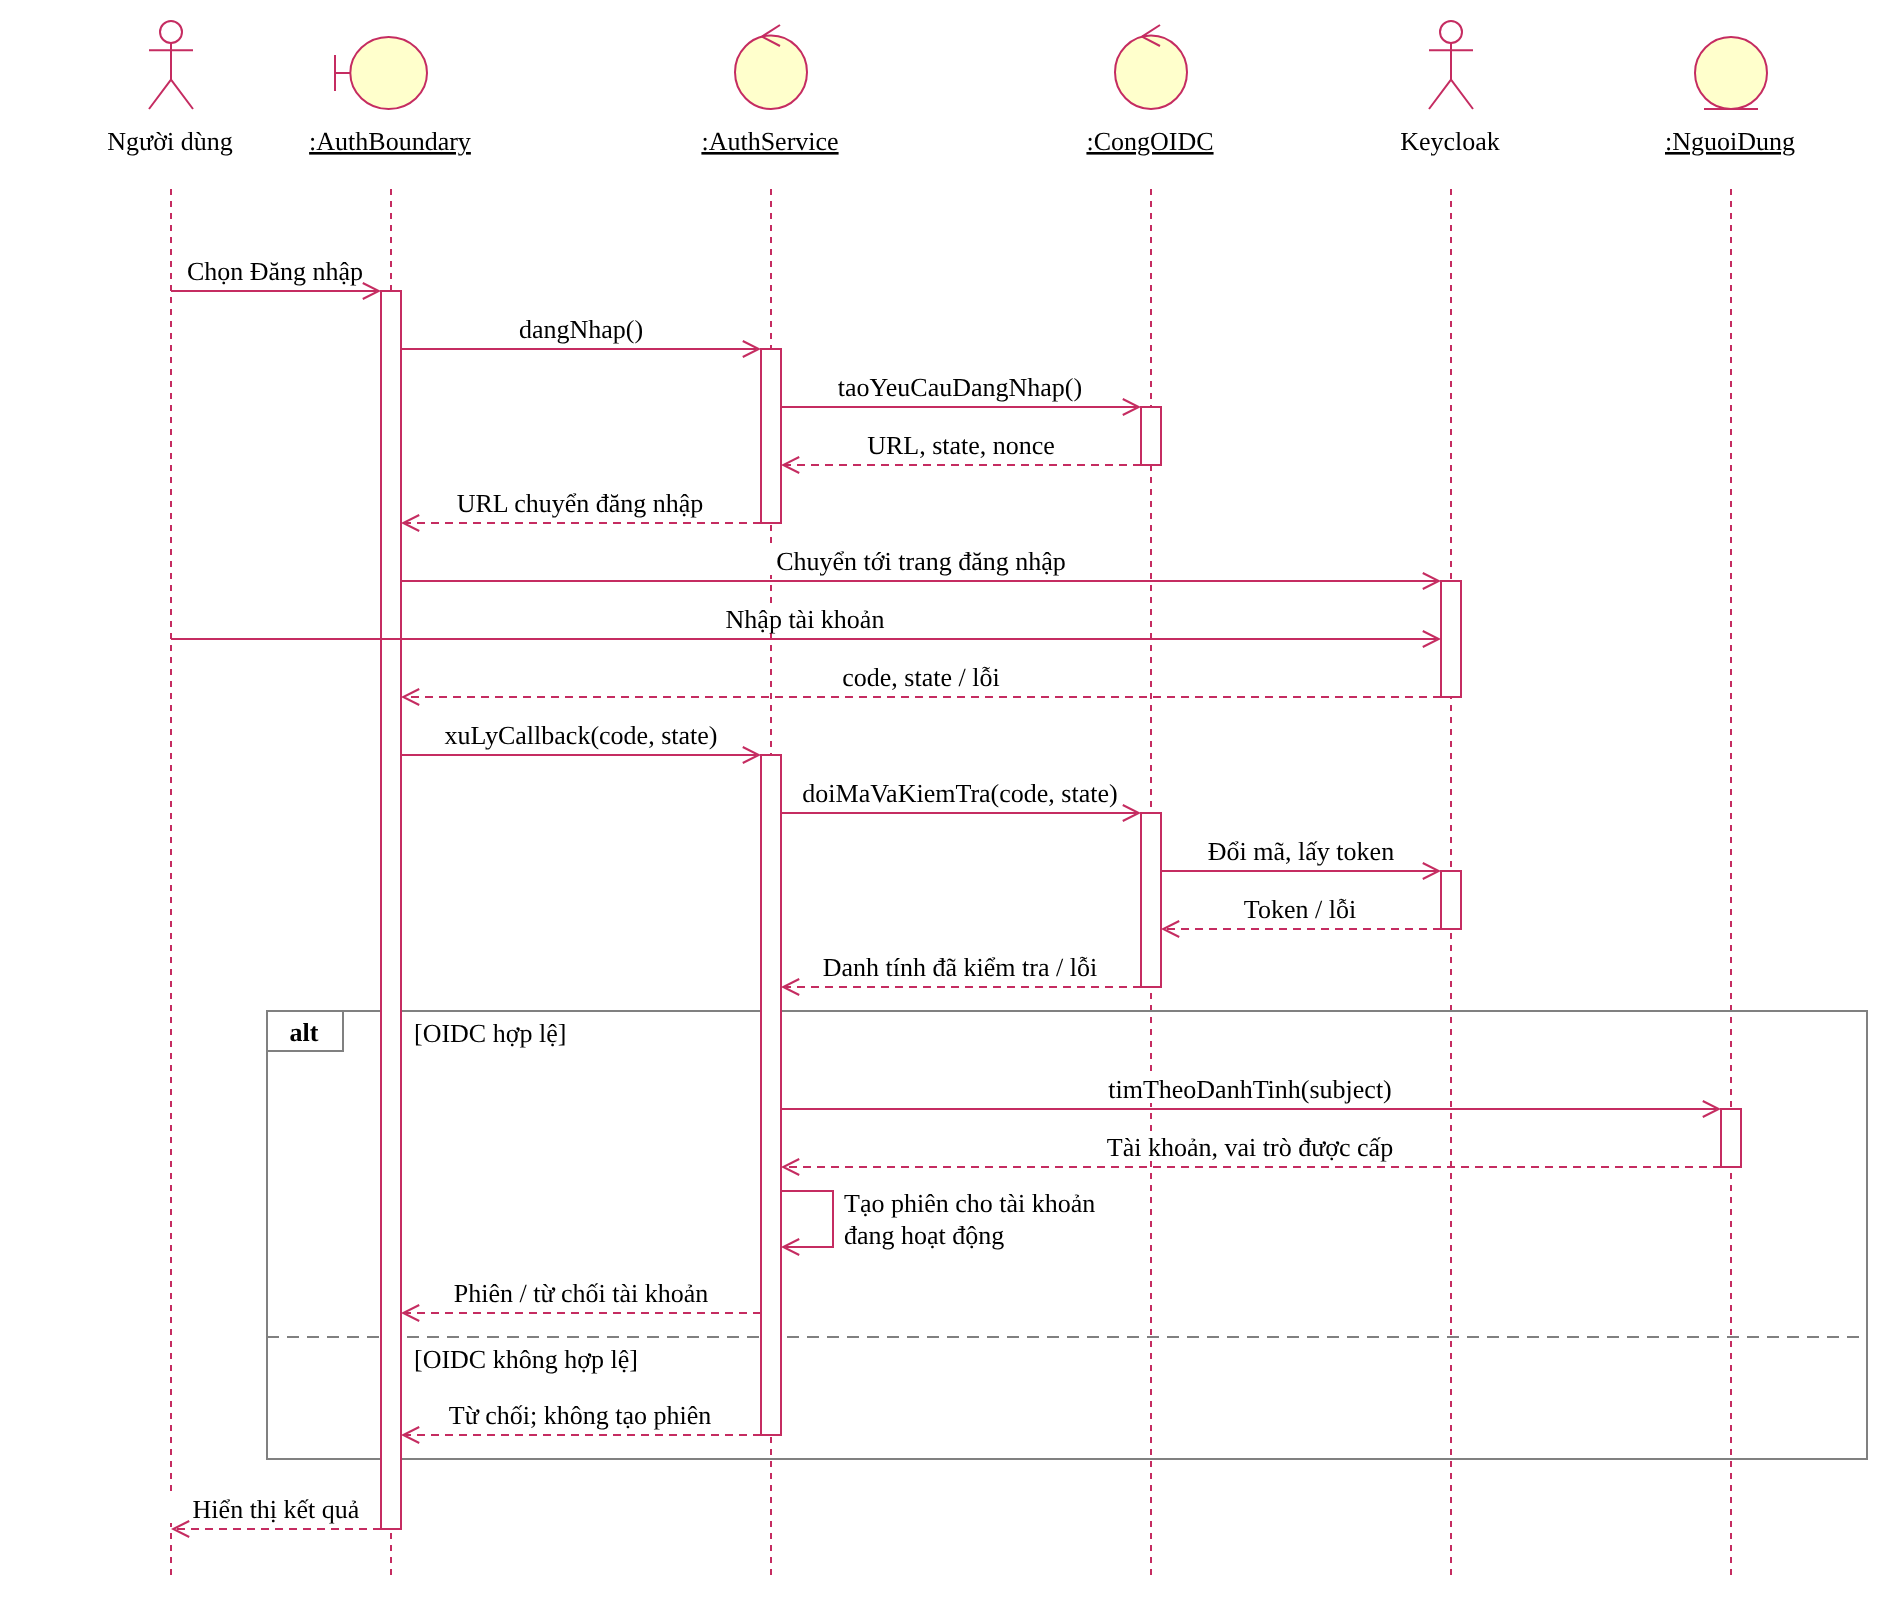 Người dùng
:AuthBoundary
:AuthService
:CongOIDC
Keycloak
:NguoiDung
Chọn Đăng nhập
dangNhap()
taoYeuCauDangNhap()
URL, state, nonce
URL chuyển đăng nhập
Chuyển tới trang đăng nhập
Nhập tài khoản
code, state / lỗi
xuLyCallback(code, state)
doiMaVaKiemTra(code, state)
Đổi mã, lấy token
Token / lỗi
Danh tính đã kiểm tra / lỗi
alt
[OIDC hợp lệ]
timTheoDanhTinh(subject)
Tài khoản, vai trò được cấp
Tạo phiên cho tài khoản
đang hoạt động
Phiên / từ chối tài khoản
[OIDC không hợp lệ]
Từ chối; không tạo phiên
Hiển thị kết quả